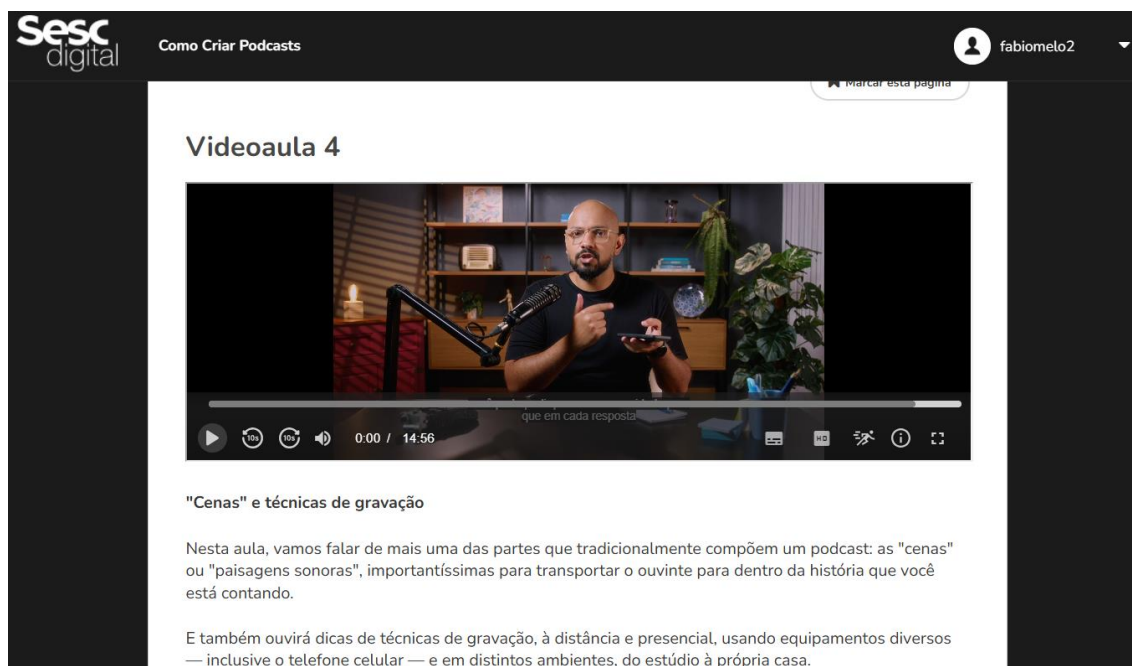 Sesc
digital
Como Criar Podcasts
fabiomelo2
Marcar esta página
Videoaula 4
que em cada resposta
10s
10s
0:00 / 14:56
HD
"Cenas" e técnicas de gravação
Nesta aula, vamos falar de mais uma das partes que tradicionalmente compõem um podcast: as "cenas"
ou "paisagens sonoras", importantíssimas para transportar o ouvinte para dentro da história que você
está contando.
E também ouvirá dicas de técnicas de gravação, à distância e presencial, usando equipamentos diversos
— inclusive o telefone celular — e em distintos ambientes, do estúdio à própria casa.